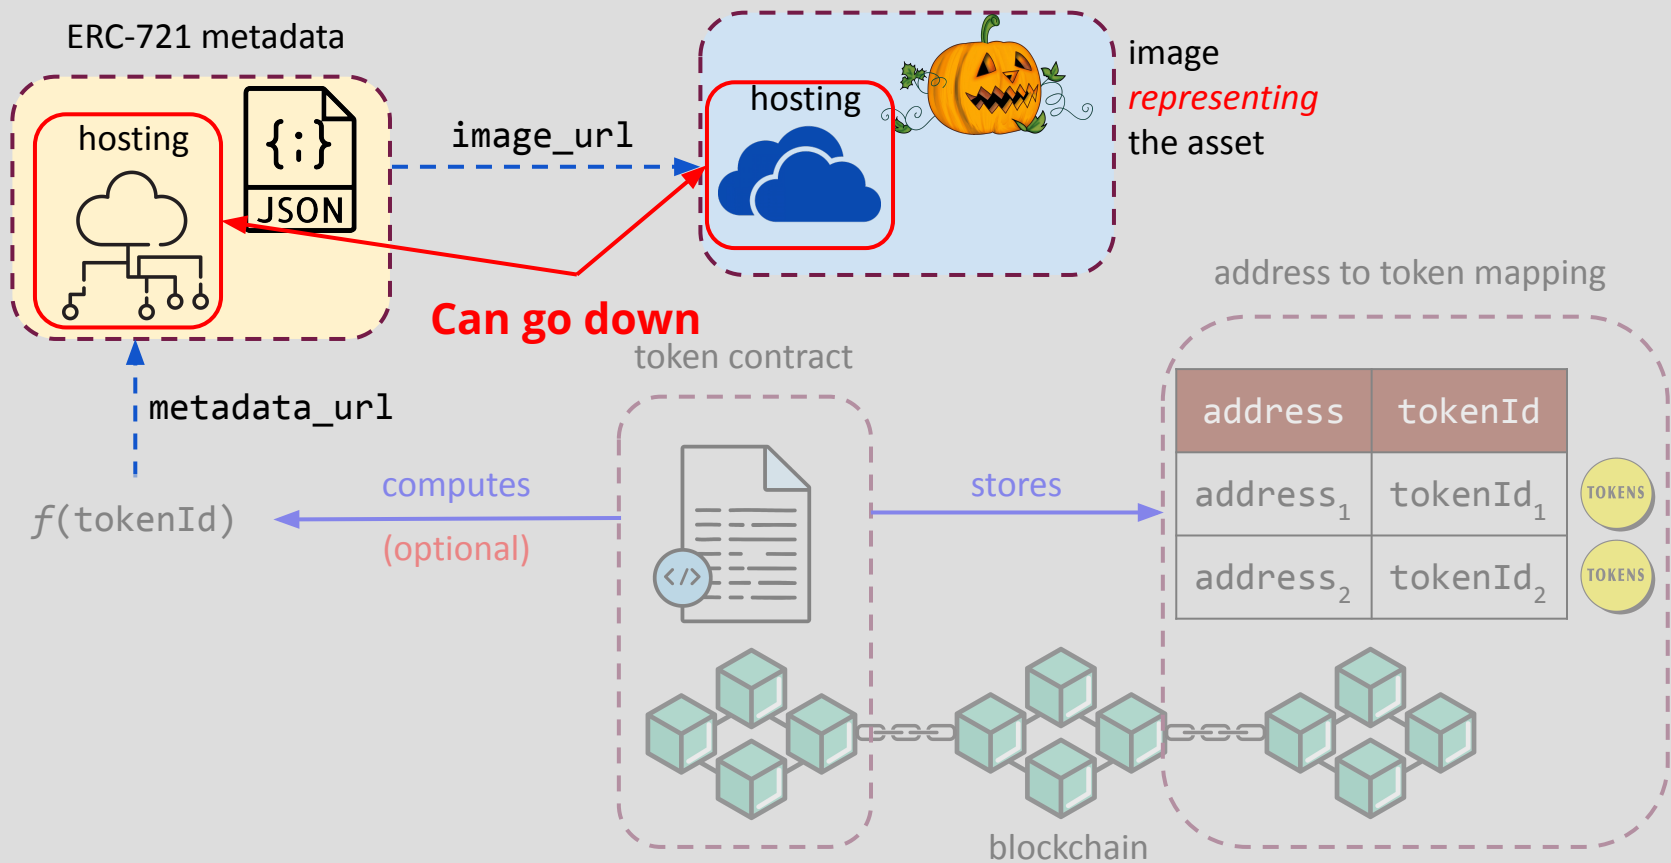 ERC-721 metadata
hosting
{;}
JSON
image_url
hosting
image
representing
the asset
Can go down
metadata_url
f(tokenId)
computes
(optional)
token contract
</>
stores
address to token mapping
address tokenId
address1 tokenId1 TOKENS
address2 tokenId2 TOKENS
blockchain